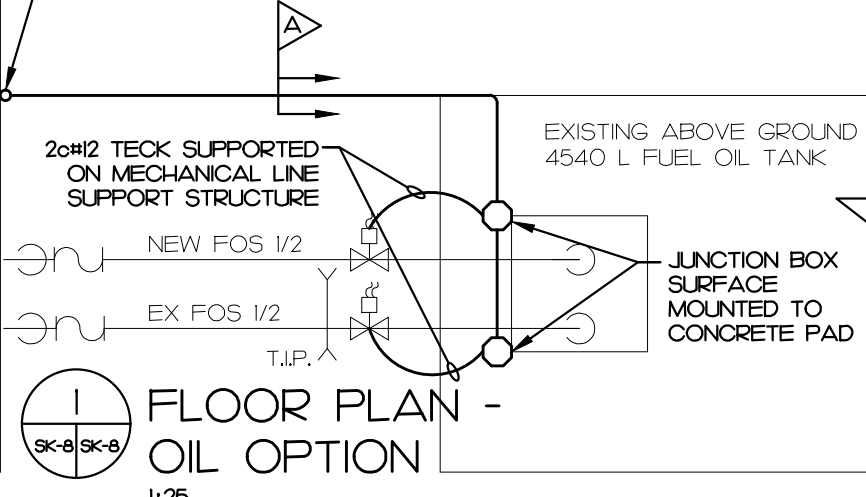 A
2c#12 TECK SUPPORTED
ON MECHANICAL LINE
SUPPORT STRUCTURE
EXISTING ABOVE GROUND
4540 L FUEL OIL TANK
NEW FOS 1/2
EX FOS 1/2
T.I.P.
JUNCTION BOX
SURFACE
MOUNTED TO
CONCRETE PAD
1
SK-8 SK-8
FLOOR PLAN -
OIL OPTION
1:25